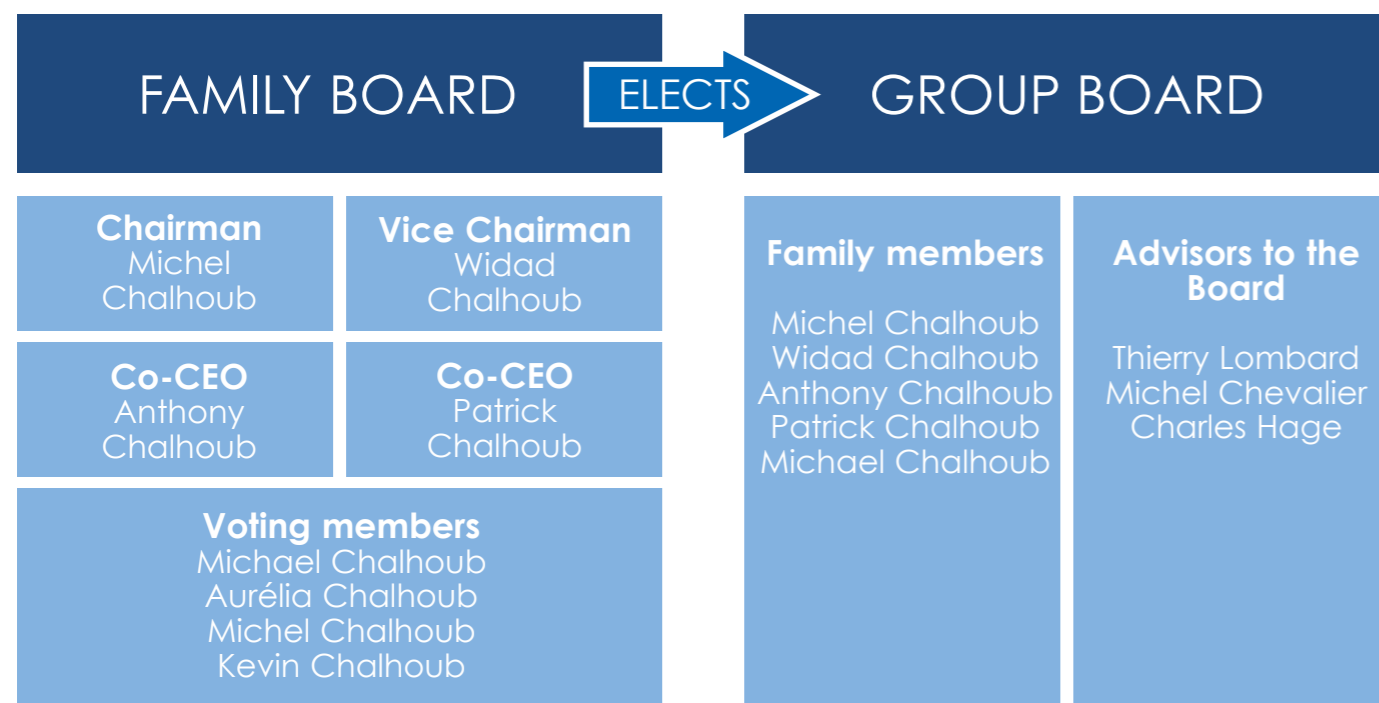 FAMILY BOARD
ELECTS
GROUP BOARD
Chairman
Michel
Chalhoub
Vice Chairman
Widad
Chalhoub
Co-CEO
Anthony
Chalhoub
Co-CEO
Patrick
Chalhoub
Voting members
Michael Chalhoub
Aurélia Chalhoub
Michel Chalhoub
Kevin Chalhoub
Family members
Michel Chalhoub
Widad Chalhoub
Anthony Chalhoub
Patrick Chalhoub
Michael Chalhoub
Advisors to the
Board
Thierry Lombard
Michel Chevalier
Charles Hage